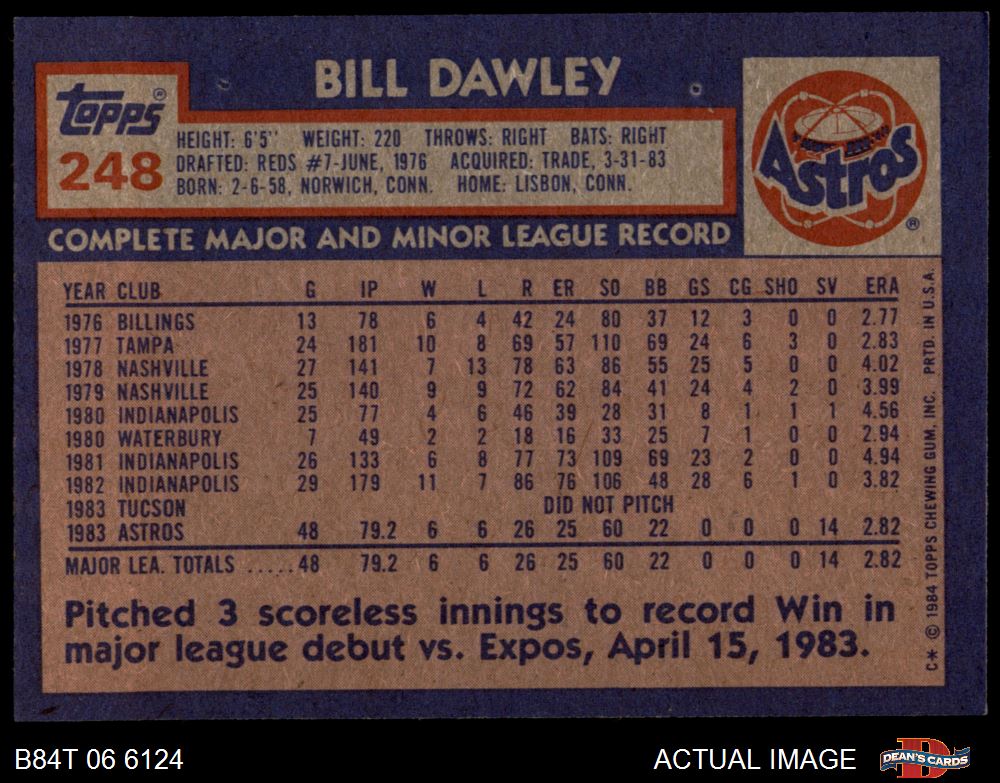 BILL DAWLEY
TOPPS®
248
HEIGHT: 6'5" WEIGHT: 220 THROWS: RIGHT BATS: RIGHT
DRAFTED: REDS #7-JUNE, 1976 ACQUIRED: TRADE, 3-31-83
BORN: 2-6-58, NORWICH, CONN. HOME: LISBON, CONN.
Astros
®
COMPLETE MAJOR AND MINOR LEAGUE RECORD
YEAR CLUB G IP W L R ER SO BB GS CG SHO SV ERA
1976 BILLINGS 13 78 6 4 42 24 80 37 12 3 0 0 2.77
1977 TAMPA 24 181 10 8 69 57 110 69 24 6 3 0 2.83
1978 NASHVILLE 27 141 7 13 78 63 86 55 25 5 0 0 4.02
1979 NASHVILLE 25 140 9 9 72 62 84 41 24 4 2 0 3.99
1980 INDIANAPOLIS 25 77 4 6 46 39 28 31 8 1 1 1 4.56
1980 WATERBURY 7 49 2 2 18 16 33 25 7 1 0 0 2.94
1981 INDIANAPOLIS 26 133 6 8 77 73 109 69 23 2 0 0 4.94
1982 INDIANAPOLIS 29 179 11 7 86 76 106 48 28 6 1 0 3.82
1983 TUCSON DID NOT PITCH
1983 ASTROS 48 79.2 6 6 26 25 60 22 0 0 0 14 2.82
MAJOR LEA. TOTALS .....48 79.2 6 6 26 25 60 22 0 0 0 14 2.82
Pitched 3 scoreless innings to record Win in
major league debut vs. Expos, April 15, 1983.
C* © 1984 TOPPS CHEWING GUM, INC. PRTD. IN U.S.A.
B84T 06 6124
ACTUAL IMAGE
DEAN'S CARDS